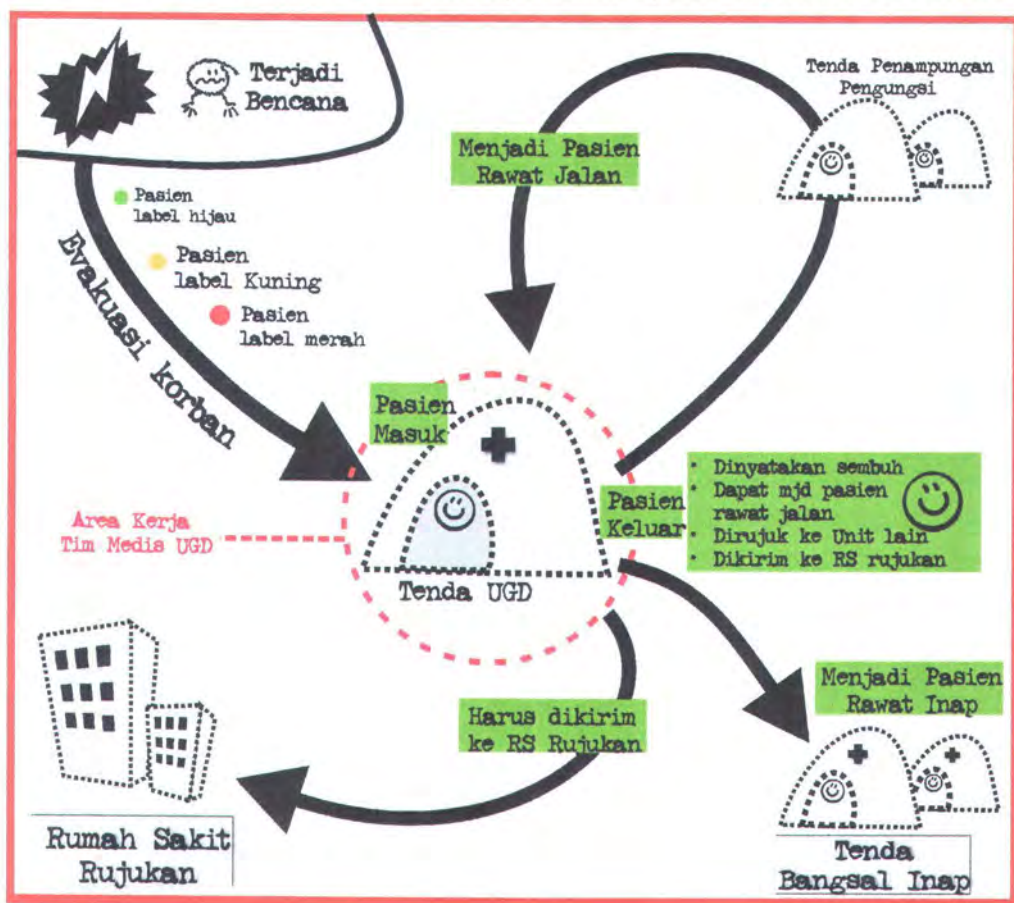 Terjadi
Bencana
Tenda Penampungan
Pengungsi
Menjadi Pasien
Rawat Jalan
Pasien
label hijau
Pasien
label Kuning
Pasien
label merah
Evakuasi korban
Pasien
Masuk
Area Kerja
Tim Medis UGD
Tenda UGD
Pasien
Keluar
• Dinyatakan sembuh
• Dapat mjd pasien
rawat jalan
• Dirujuk ke Unit lain
• Dikirim ke RS rujukan
Harus dikirim
ke RS Rujukan
Menjadi Pasien
Rawat Inap
Rumah Sakit
Rujukan
Tenda
Bangsal Inap